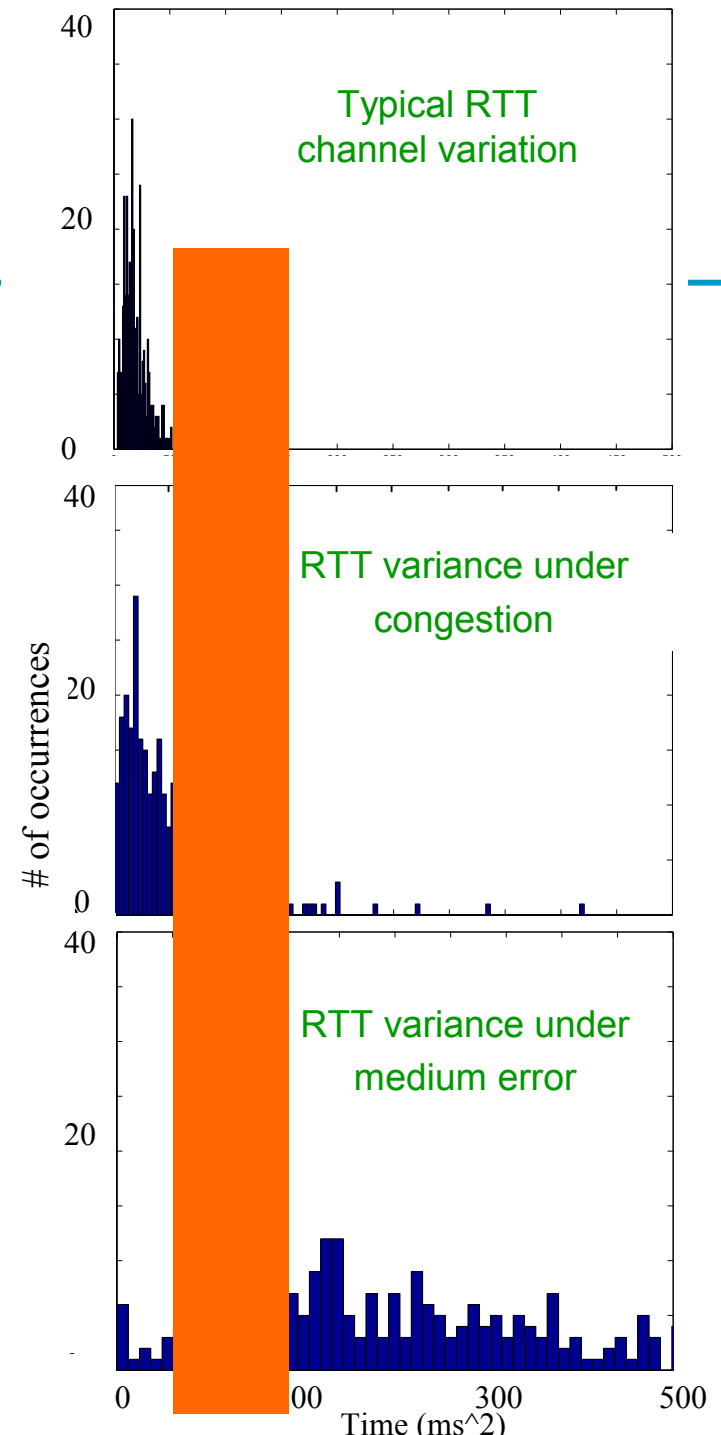 40
Typical RTT
channel variation
20
0
40
RTT variance under
congestion
20
# of occurrences
0
40
RTT variance under
medium error
20
0 00 300 500
Time (ms^2)